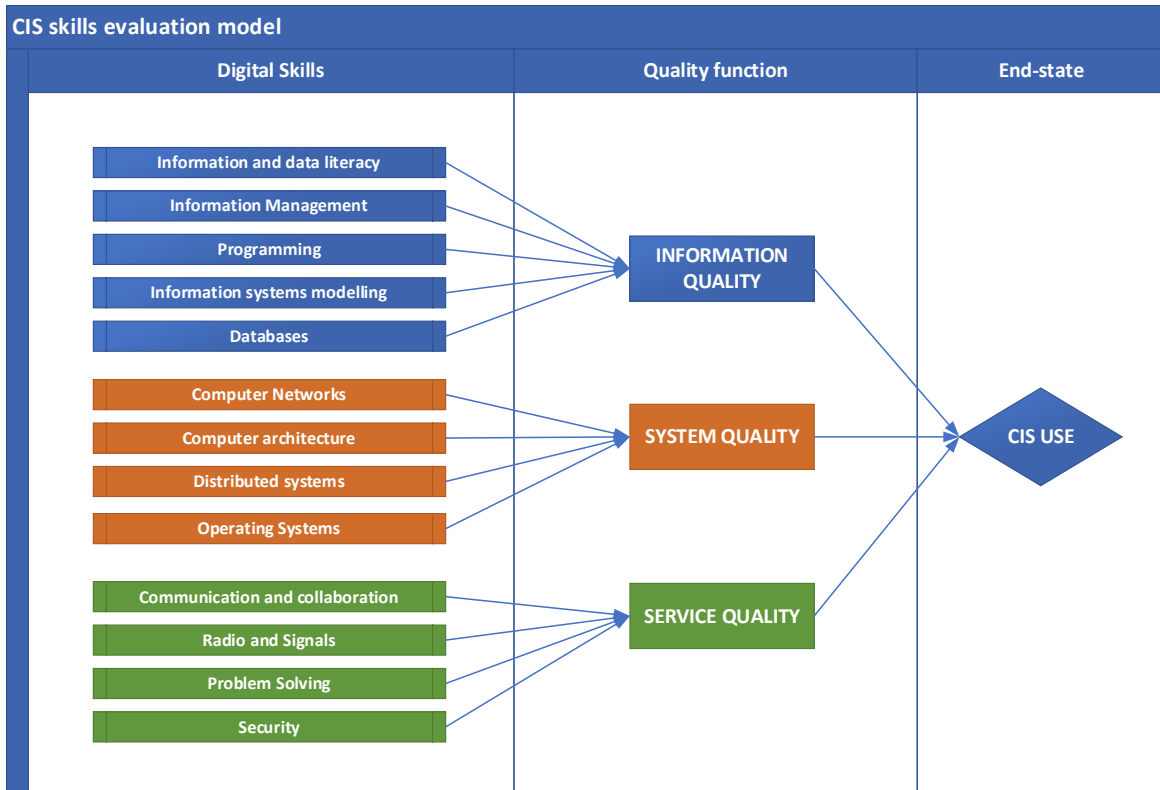 CIS skills evaluation model
Digital Skills
Quality function
End-state
Information and data literacy
Information Management
Programming
Information systems modelling
Databases
INFORMATION
QUALITY
Computer Networks
Computer architecture
Distributed systems
Operating Systems
SYSTEM QUALITY
CIS USE
Communication and collaboration
Radio and Signals
Problem Solving
Security
SERVICE QUALITY